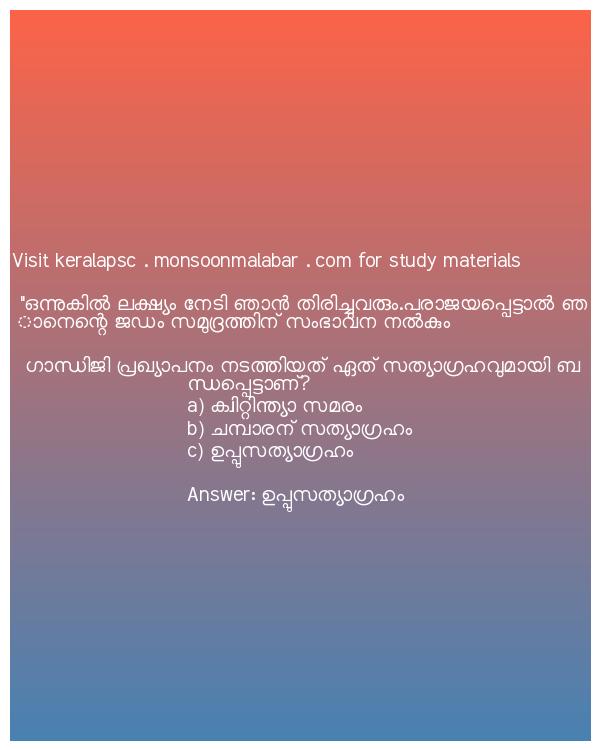 Visit keralapsc . monsoonmalabar . com for study materials
"ഒന്നുകിൽ ലക്ഷ്യം നേടി ഞാൻ തിരിച്ചുവരും.പരാജയപ്പെട്ടാൽ ഞ
ാനെന്റെ ജഡം സമുദ്രത്തിന് സംഭാവന നൽകും
ഗാന്ധിജി പ്രഖ്യാപനം നടത്തിയത് ഏത് സത്യാഗ്രഹവുമായി ബ
ന്ധപ്പെട്ടാണ്?
a) ക്വിറ്റിന്ത്യാ സമരം
b) ചമ്പാരന് സത്യാഗ്രഹം
c) ഉപ്പുസത്യാഗ്രഹം
Answer: ഉപ്പുസത്യാഗ്രഹം